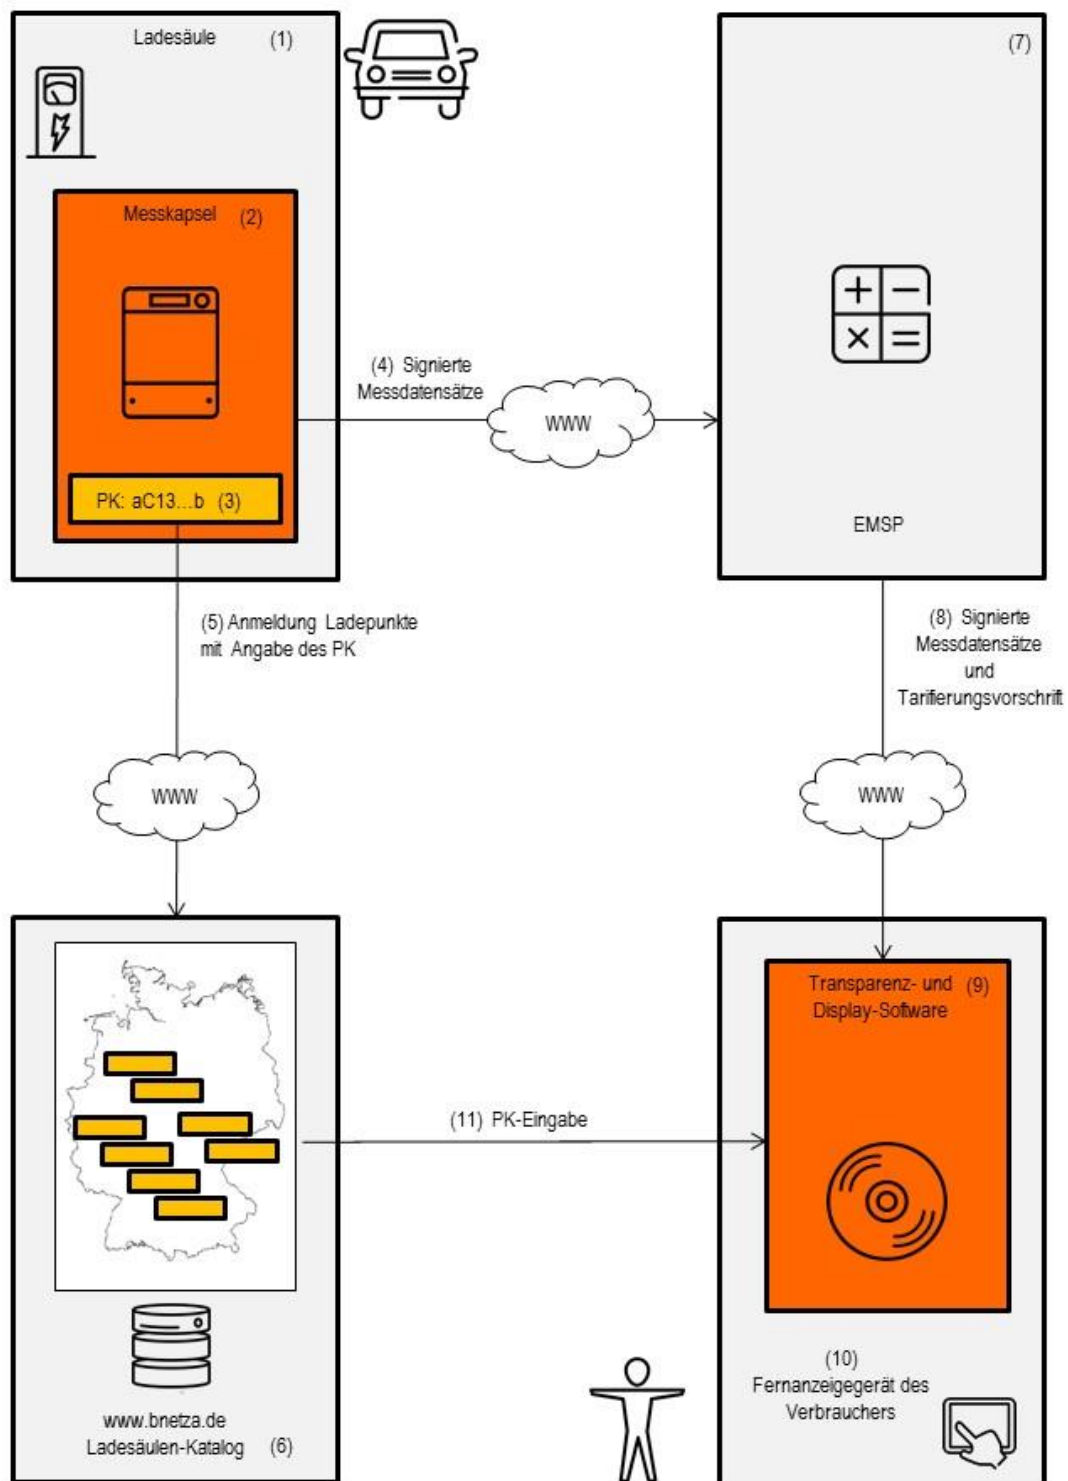 Ladesäule (1)
(7)
Messkapsel (2)
(4) Signierte
Messdatensätze
WWW
PK: aC13...b (3)
EMSP
(5) Anmeldung Ladepunkte
mit Angabe des PK
(8) Signierte
Messdatensätze
und
Tarifierungsvorschrift
WWW
WWW
Transparenz- und (9)
Display-Software
(11) PK-Eingabe
(10)
Fernanzeigegerät des
Verbrauchers
www.bnetza.de
Ladesäulen-Katalog (6)